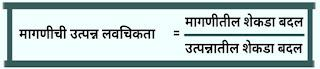 मागणीची उत्पन्न लवचिकता = मागणीतील शेकडा बदल
उत्पन्नातील शेकडा बदल